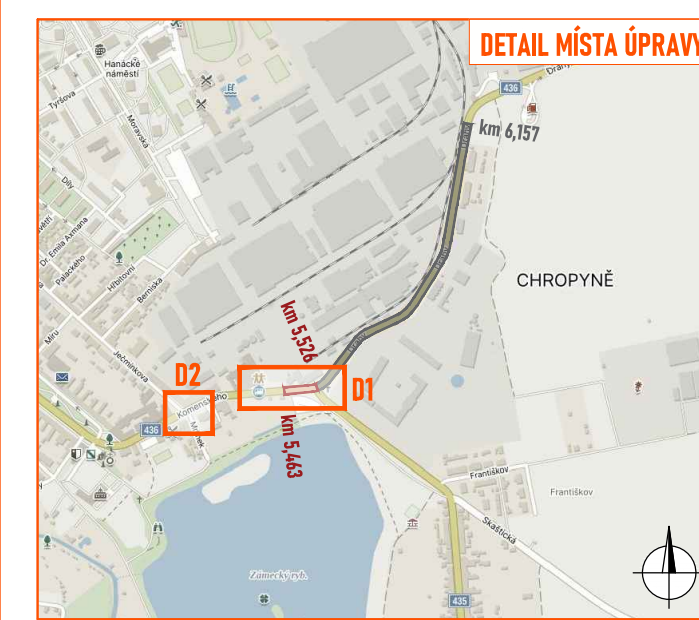 DETAIL MÍSTA ÚPRAVY
Hanácké
náměstí
Tyršova
Moravská
436
km 6,157
Díly
Dr. Emila Axmana
Palackého
Hřbitovní
Berniska
CHROPYNĚ
Míru
Ječmínkova
km 5,526
D2
D1
Komenského
436
km 5,463
Františkov
Františkov
Skaštická
Zámecký ryb.
435